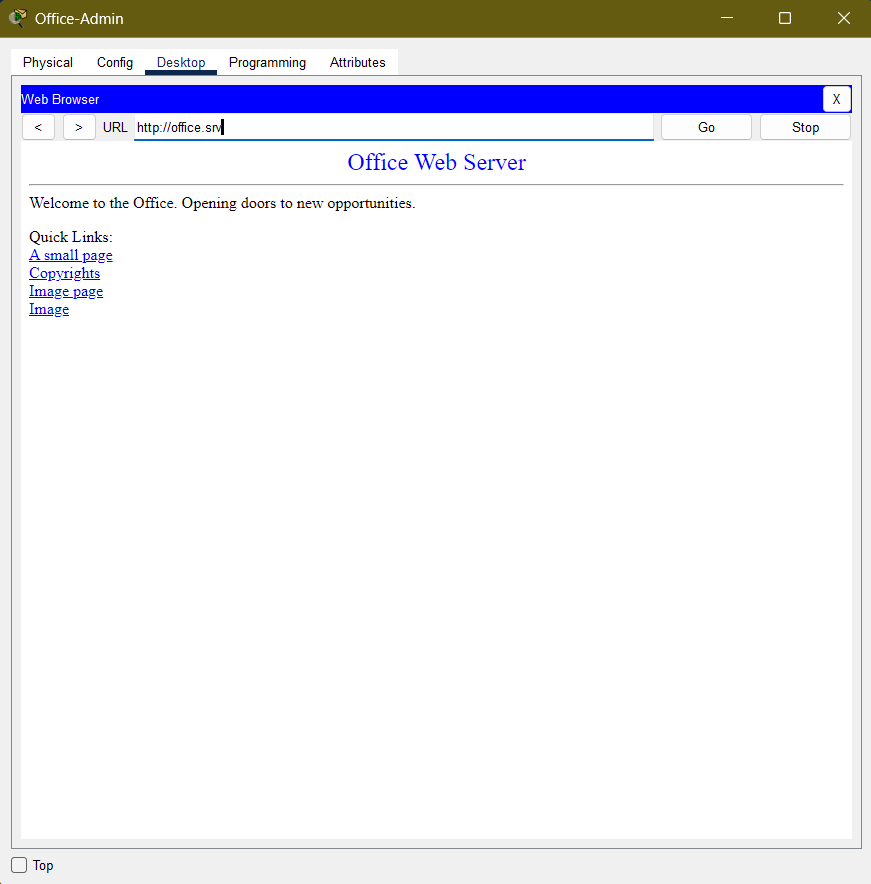 Office-Admin
Physical Config Desktop Programming Attributes
Web Browser X
< > URL http://office.srv Go Stop
Office Web Server
Welcome to the Office. Opening doors to new opportunities.
Quick Links:
A small page
Copyrights
Image page
Image
Top